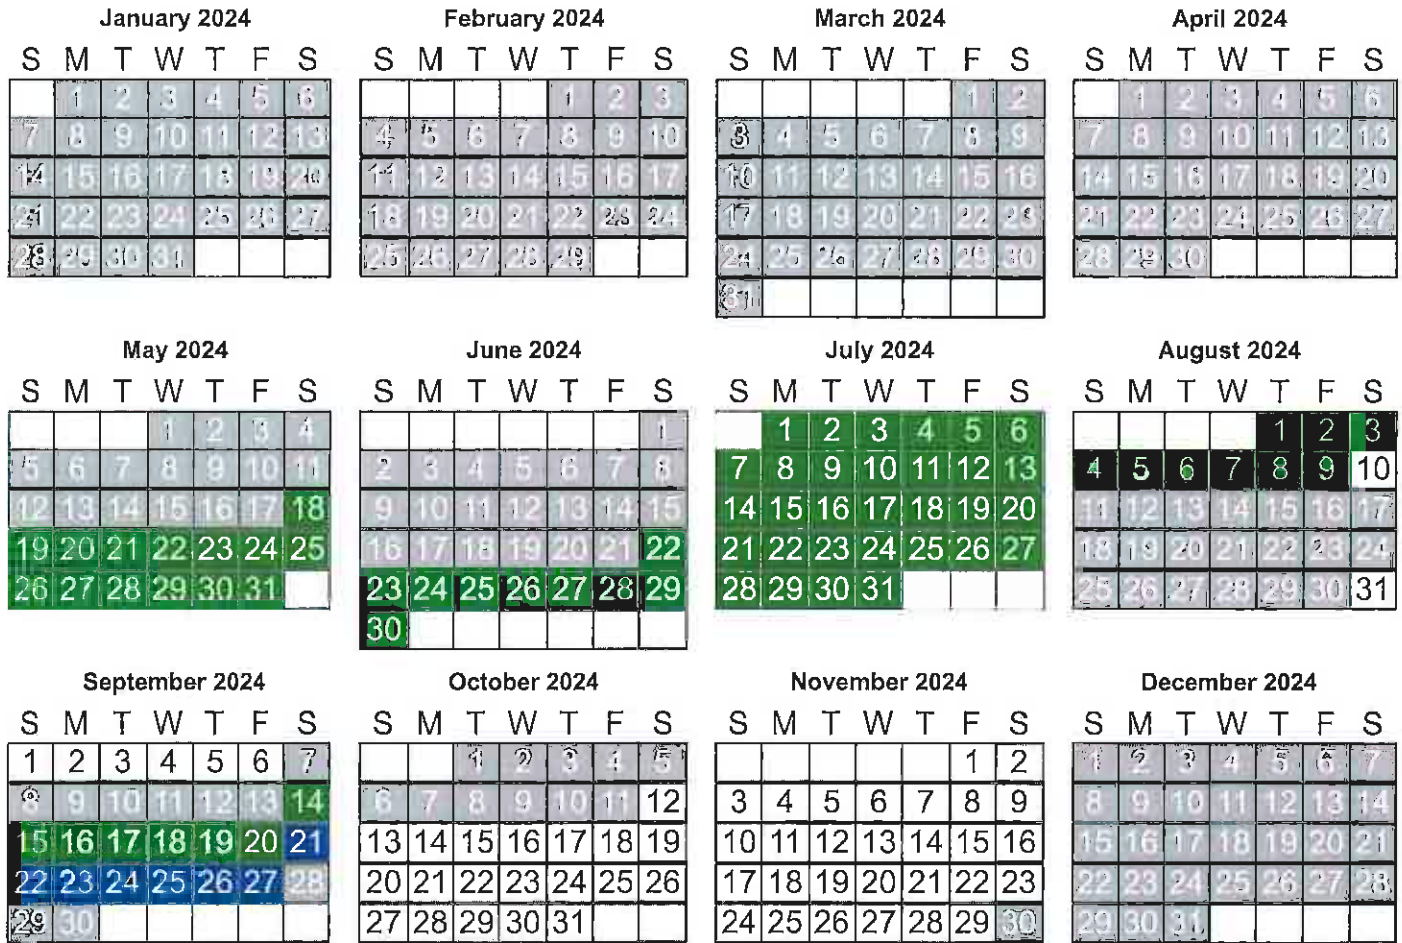 January 2024 February 2024 March 2024 April 2024
S M T W T F S S M T W T F S S M T W T F S S M T W T F S
1 2 3 4 5 6 1 2 3 1 2 1 2 3 4 5 6
7 8 9 10 11 12 13 4 5 6 7 8 9 10 3 4 5 6 7 8 9 7 8 9 10 11 12 13
14 15 16 17 18 19 20 11 12 13 14 15 16 17 10 11 12 13 14 15 16 14 15 16 17 18 19 20
21 22 23 24 25 26 27 18 19 20 21 22 23 24 17 18 19 20 21 22 23 21 22 23 24 25 26 27
28 29 30 31 25 26 27 28 29 24 25 26 27 28 29 30 28 29 30
31
May 2024 June 2024 July 2024 August 2024
S M T W T F S S M T W T F S S M T W T F S S M T W T F S
1 2 3 4 1 1 2 3 4 5 6 1 2 3
5 6 7 8 9 10 11 2 3 4 5 6 7 8 7 8 9 10 11 12 13 4 5 6 7 8 9 10
12 13 14 15 16 17 18 9 10 11 12 13 14 15 14 15 16 17 18 19 20 11 12 13 14 15 16 17
19 20 21 22 23 24 25 16 17 18 19 20 21 22 21 22 23 24 25 26 27 18 19 20 21 22 23 24
26 27 28 29 30 31 23 24 25 26 27 28 29 28 29 30 31 25 26 27 28 29 30 31
30
September 2024 October 2024 November 2024 December 2024
S M T W T F S S M T W T F S S M T W T F S S M T W T F S
1 2 3 4 5 6 7 1 2 3 4 5 1 2 1 2 3 4 5 6 7
8 9 10 11 12 13 14 6 7 8 9 10 11 12 3 4 5 6 7 8 9 8 9 10 11 12 13 14
15 16 17 18 19 20 21 13 14 15 16 17 18 19 10 11 12 13 14 15 16 15 16 17 18 19 20 21
22 23 24 25 26 27 28 20 21 22 23 24 25 26 17 18 19 20 21 22 23 22 23 24 25 26 27 28
29 30 27 28 29 30 31 24 25 26 27 28 29 30 29 30 31